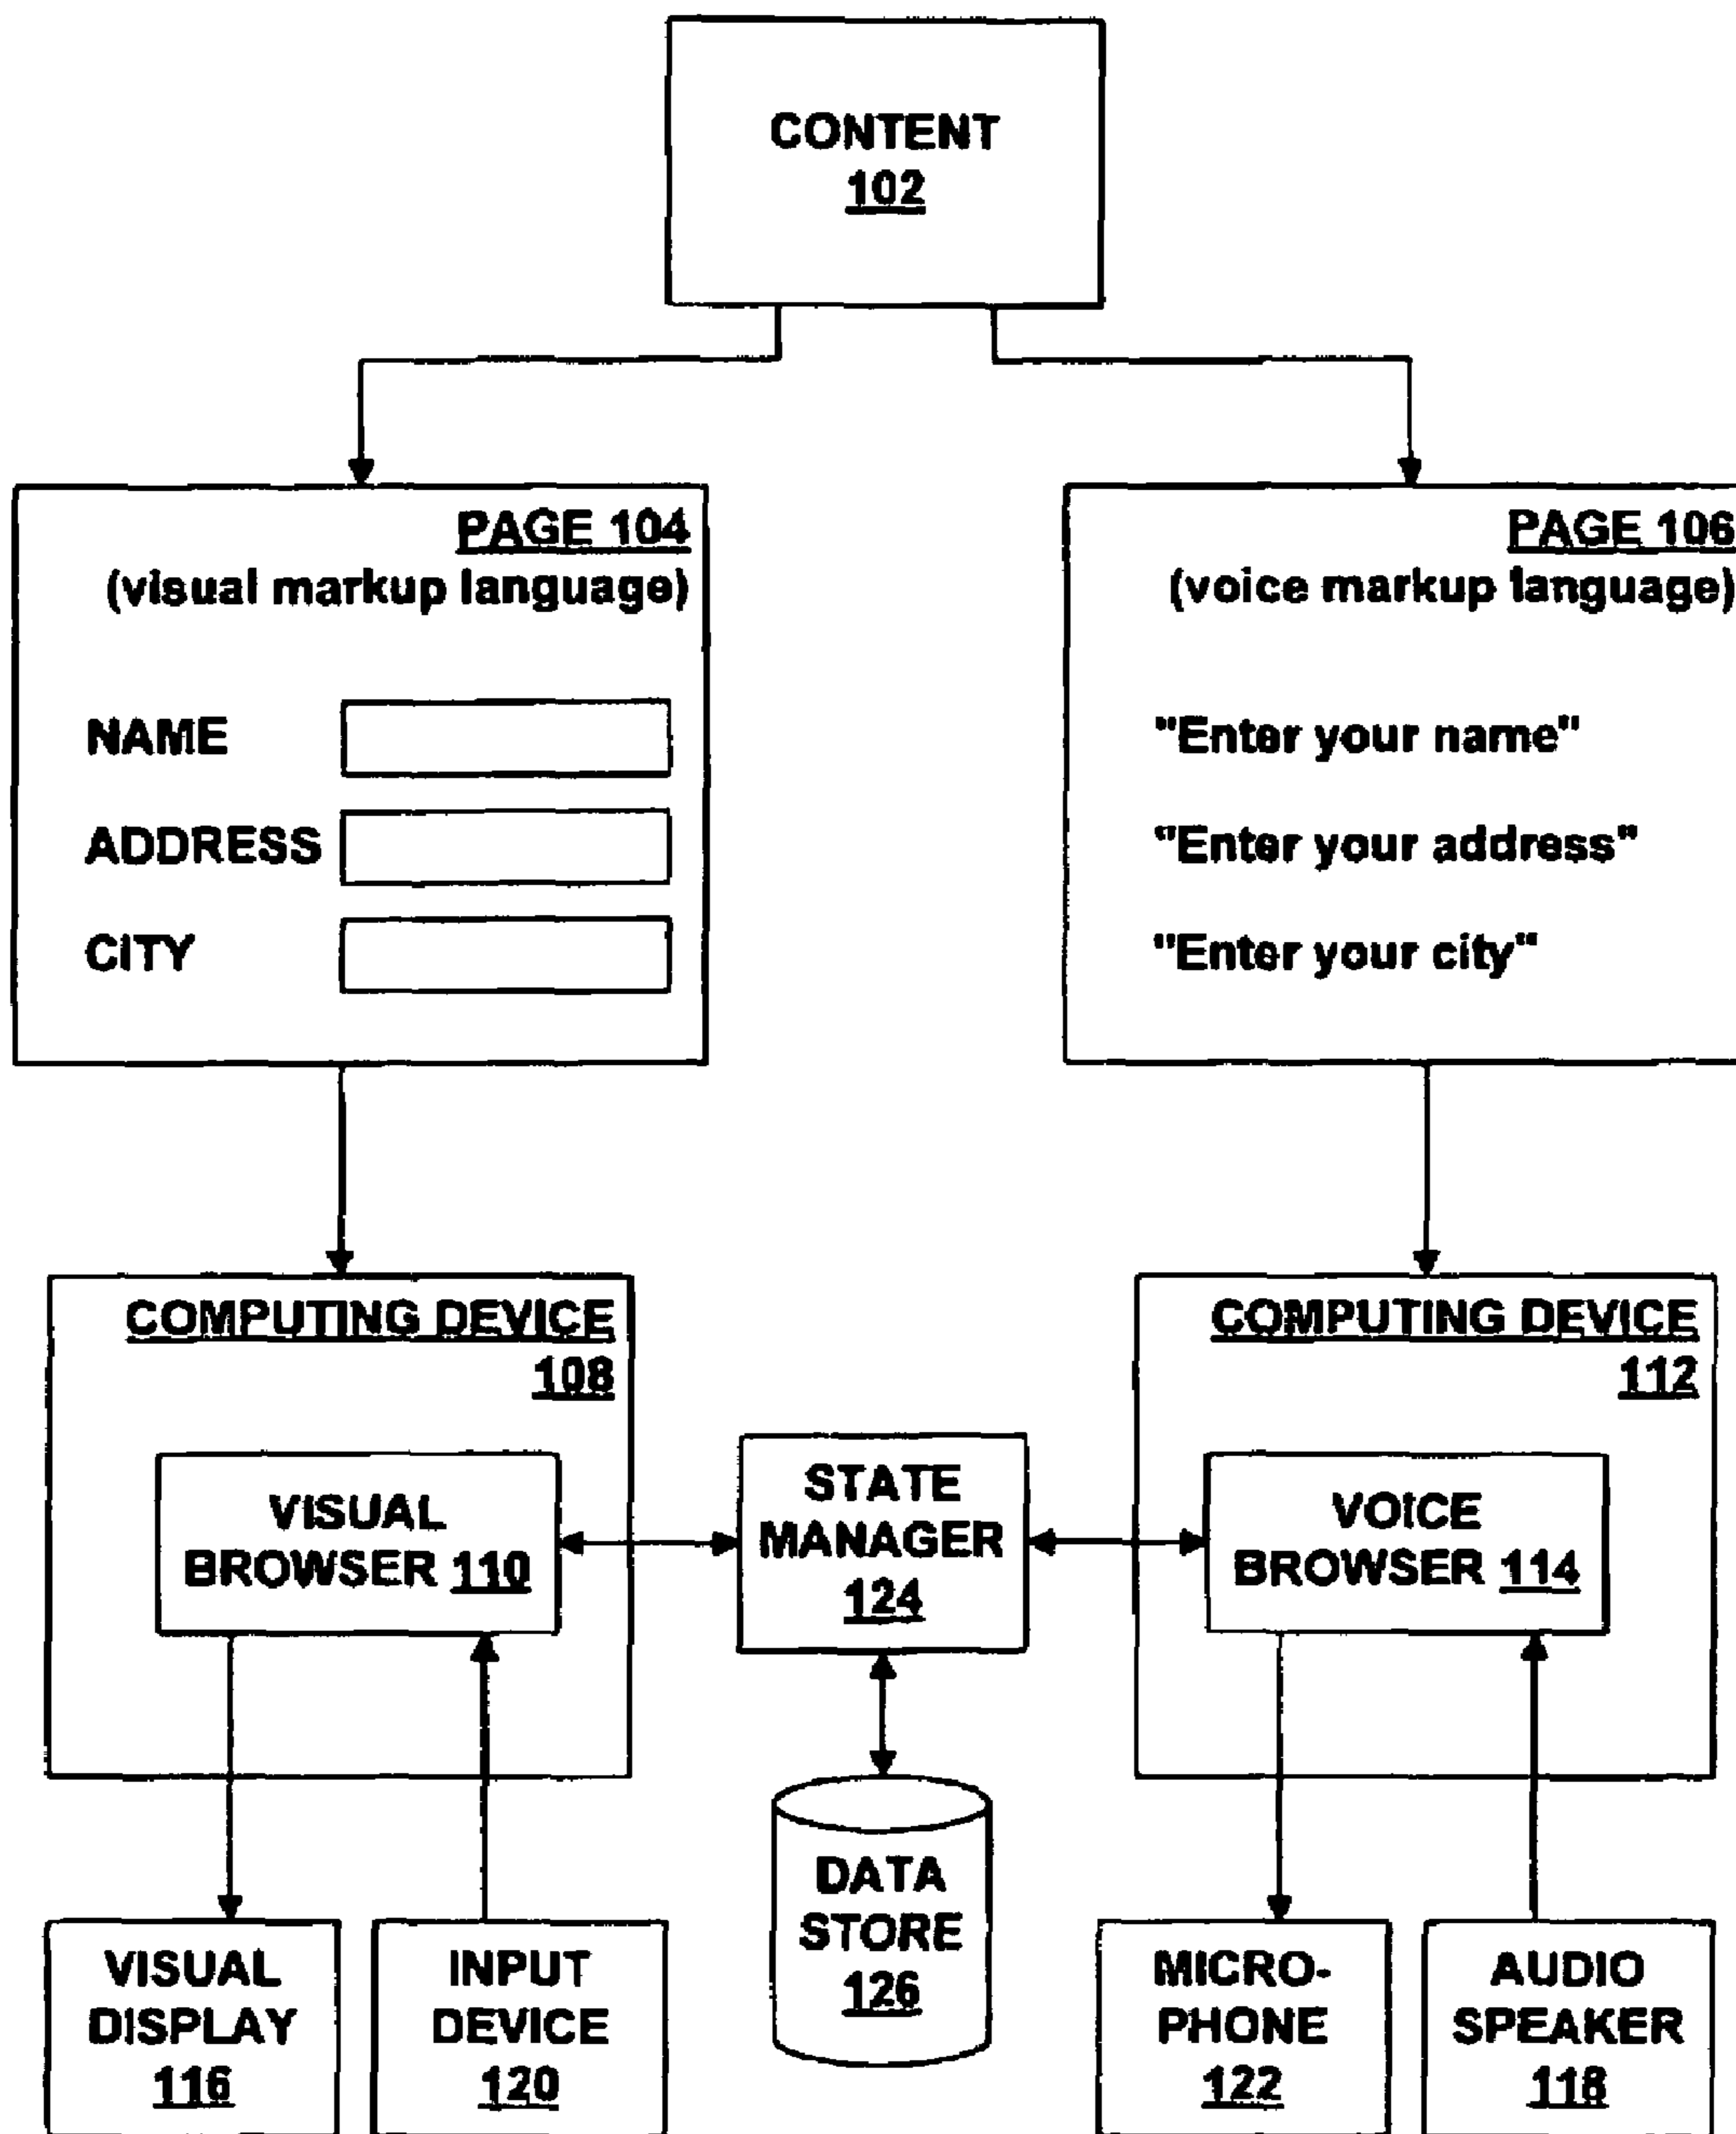 CONTENT
102
PAGE 104
(visual markup language)
NAME
ADDRESS
CITY
PAGE 106
(voice markup language)
"Enter your name"
"Enter your address"
"Enter your city"
COMPUTING DEVICE
108
VISUAL
BROWSER 110
STATE
MANAGER
124
COMPUTING DEVICE
112
VOICE
BROWSER 114
VISUAL
DISPLAY
116
INPUT
DEVICE
120
DATA
STORE
126
MICRO-
PHONE
122
AUDIO
SPEAKER
118